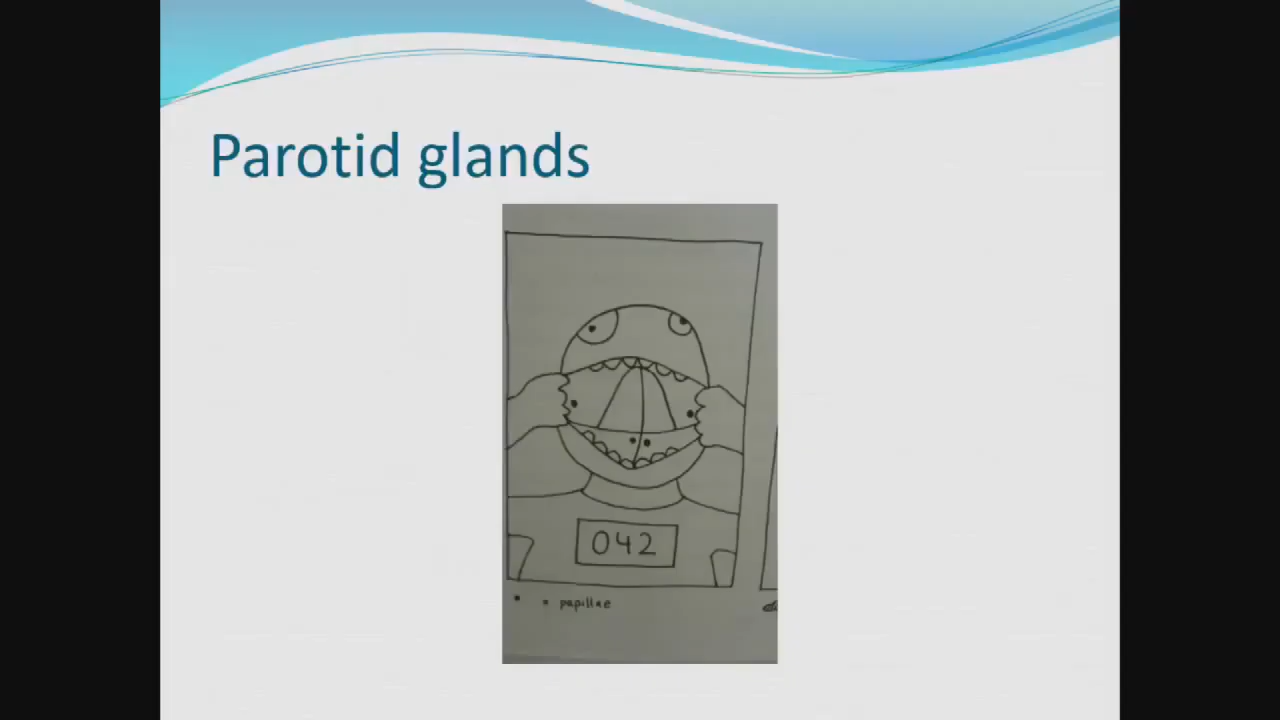 Parotid glands
042
• = papillae